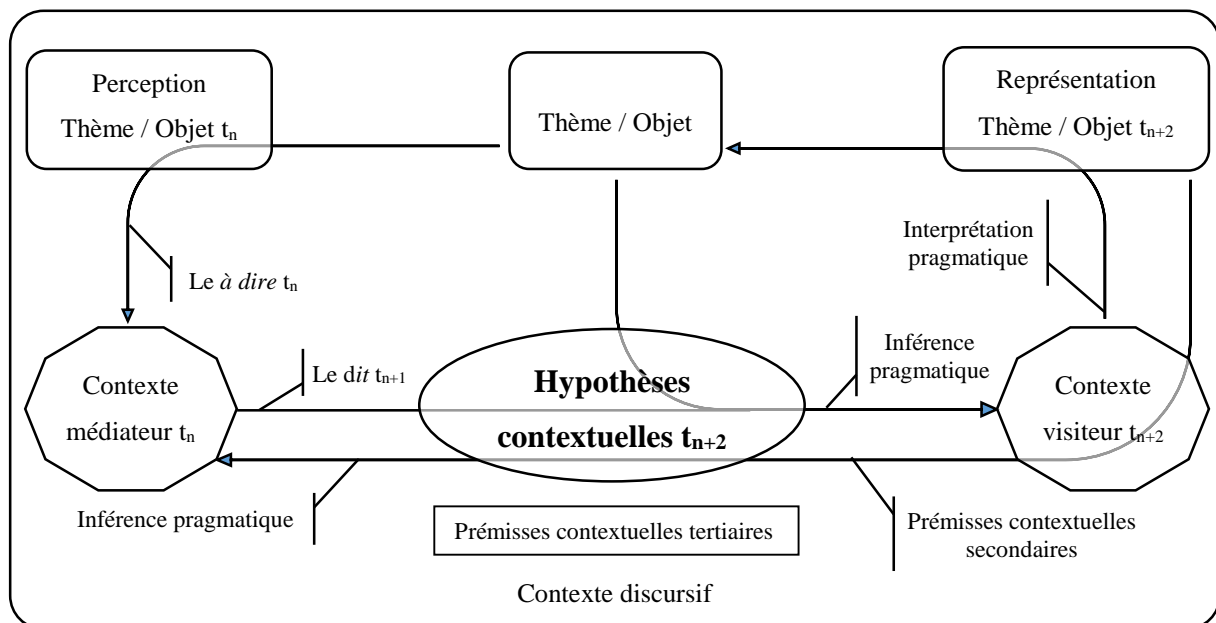 Perception
Thème / Objet tn
Thème / Objet
Représentation
Thème / Objet tn+2
Le à dire tn
Interprétation
pragmatique
Contexte
médiateur tn
Le dit tn+1
Hypothèses
contextuelles tn+2
Inférence
pragmatique
Contexte
visiteur tn+2
Inférence pragmatique
Prémisses contextuelles tertiaires
Prémisses contextuelles
secondaires
Contexte discursif